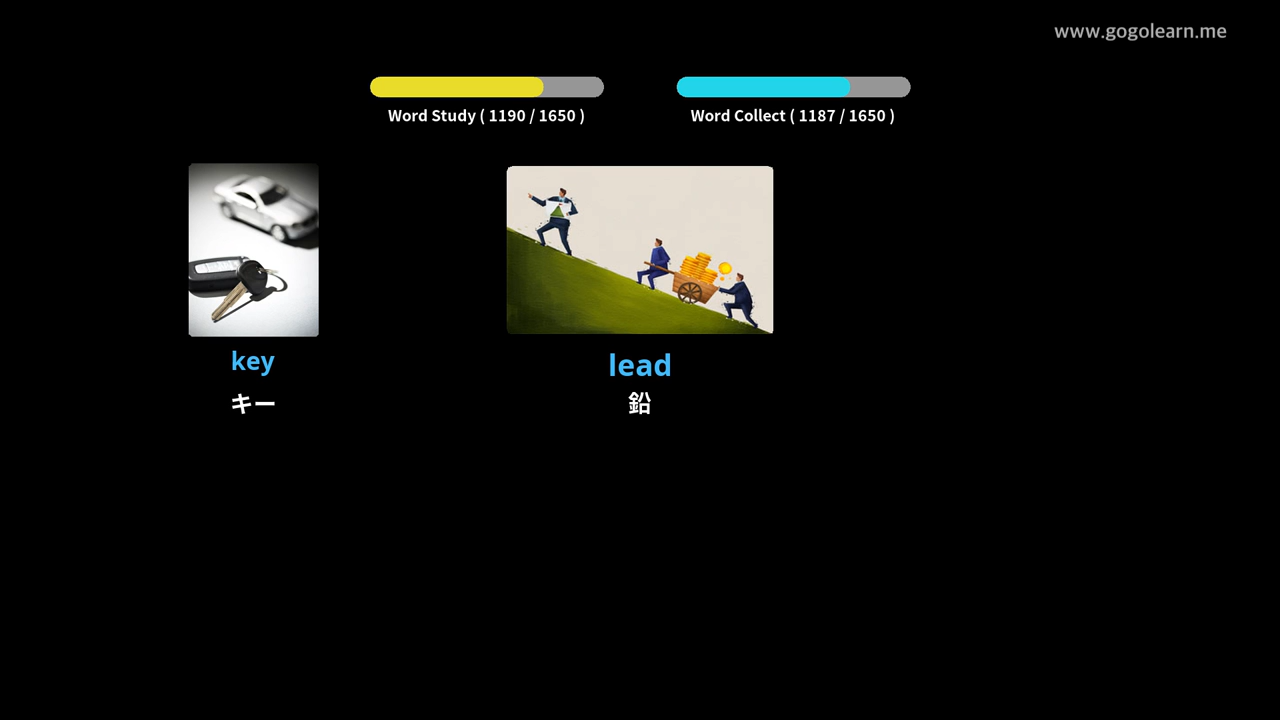 www.gogolearn.me
Word Study ( 1190 / 1650 )
Word Collect ( 1187 / 1650 )
key
キー
lead
鉛